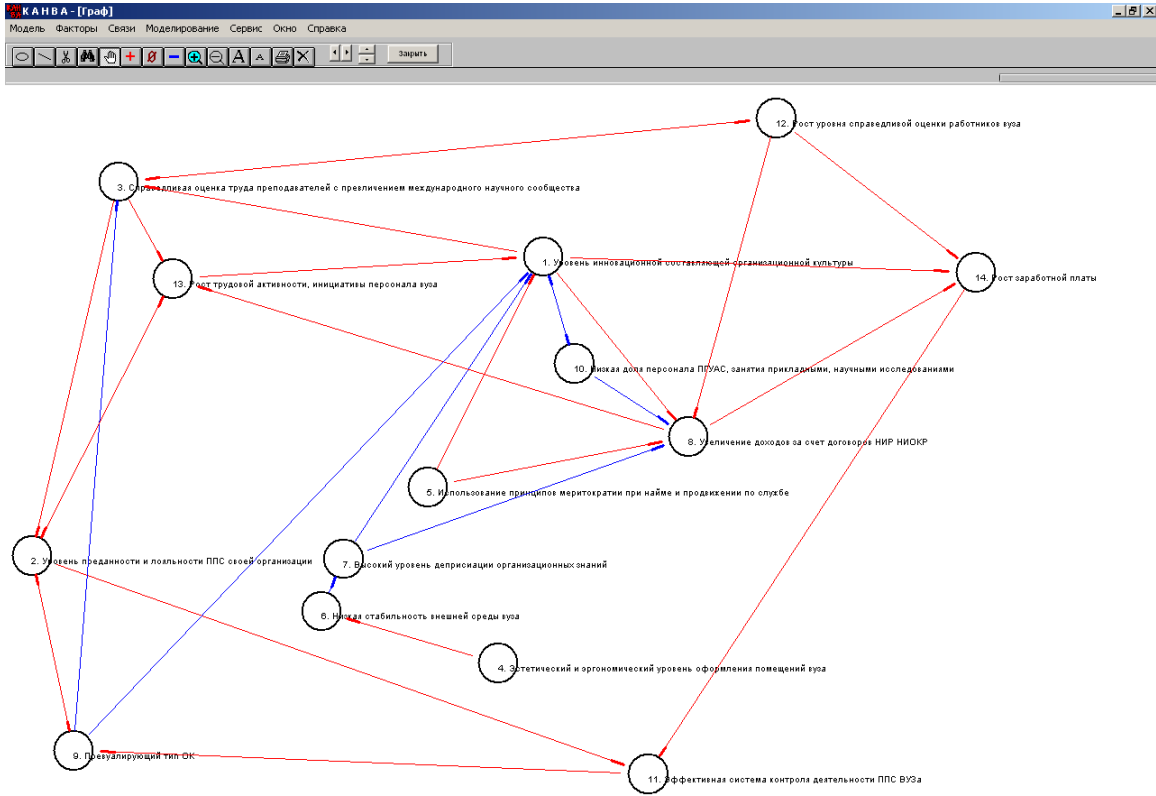 КАНВА - [Граф]
Модель Факторы Связи Моделирование Сервис Окно Справка
A A Закрыть
12. Рост уровня справедливой оценки работников вуза
3. Справедливая оценка труда преподавателей с превличением международного научного сообщества
1. Уровень инновационной составляющей организационной культуры
14. Рост заработной платы
13. Рост трудовой активности, инициативы персонала вуза
10. Низкая доля персонала ПГУАС, занятия прикладными, научными исследованиями
8. Увеличение доходов за счет договоров НИР НИОКР
5. Использование принципов меритократии при найме и продвижении по службе
2. Уровень преданности и лояльности ППС своей организации
7. Высокий уровень деприсиации организационных знаний
6. Низкая стабильность внешней среды вуза
4. Эстетический и эргономический уровень оформления помещений вуза
9. Превуалирующий тип ОК
11. Эффективная система контроля деятельности ППС ВУЗа